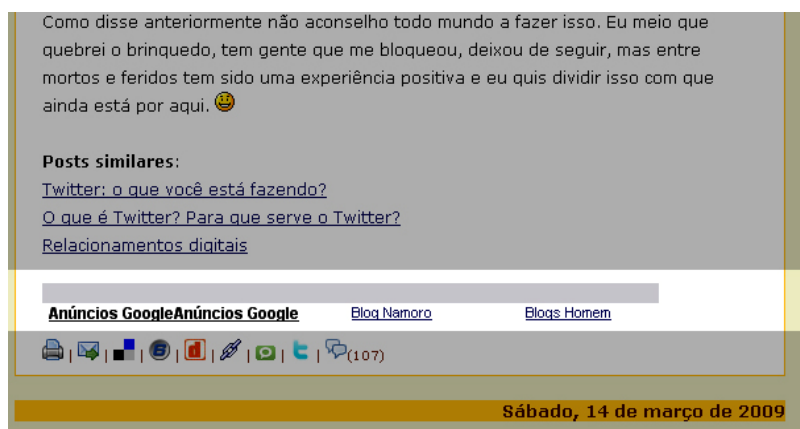 Como disse anteriormente não aconselho todo mundo a fazer isso. Eu meio que
quebrei o brinquedo, tem gente que me bloqueou, deixou de seguir, mas entre
mortos e feridos tem sido uma experiência positiva e eu quis dividir isso com que
ainda está por aqui.
Posts similares:
Twitter: o que você está fazendo?
O que é Twitter? Para que serve o Twitter?
Relacionamentos digitais
Anúncios GoogleAnúncios Google Blog Namoro Blogs Homem
| | | | | | | | (107)
Sábado, 14 de março de 2009